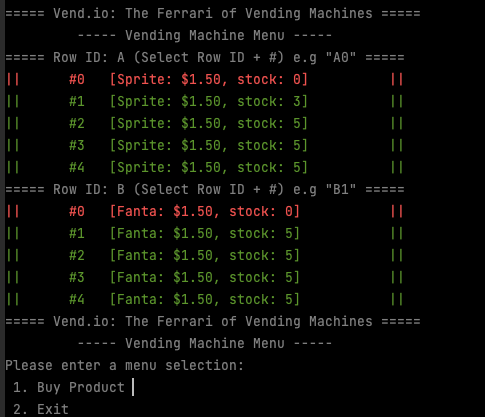 ===== Vend.io: The Ferrari of Vending Machines =====
----- Vending Machine Menu -----
===== Row ID: A (Select Row ID + #) e.g "A0" =====
|| #0 [Sprite: $1.50, stock: 0] ||
|| #1 [Sprite: $1.50, stock: 3] ||
|| #2 [Sprite: $1.50, stock: 5] ||
|| #3 [Sprite: $1.50, stock: 5] ||
|| #4 [Sprite: $1.50, stock: 5] ||
===== Row ID: B (Select Row ID + #) e.g "B1" =====
|| #0 [Fanta: $1.50, stock: 0] ||
|| #1 [Fanta: $1.50, stock: 5] ||
|| #2 [Fanta: $1.50, stock: 5] ||
|| #3 [Fanta: $1.50, stock: 5] ||
|| #4 [Fanta: $1.50, stock: 5] ||
===== Vend.io: The Ferrari of Vending Machines =====
----- Vending Machine Menu -----
Please enter a menu selection:
1. Buy Product
2. Exit